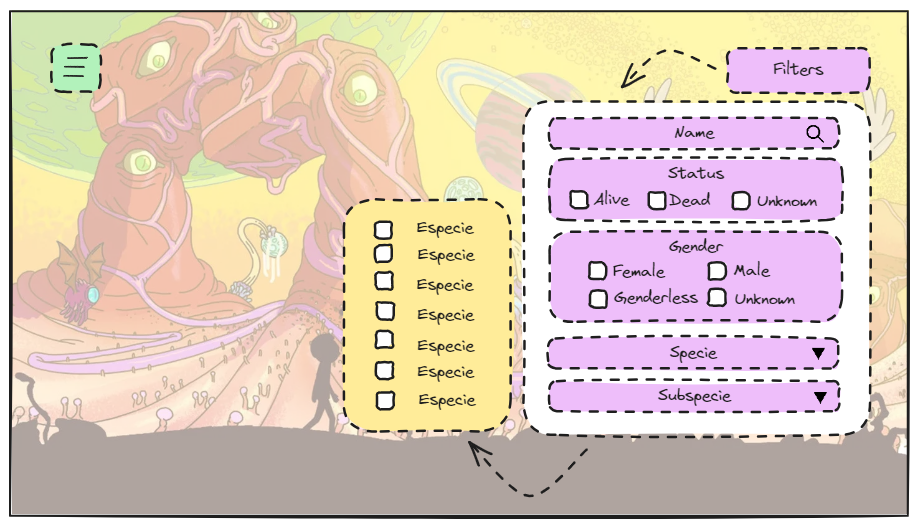 Filters
Name
Status
Alive Dead Unknown
Gender
Female Male
Genderless Unknown
Specie
Subspecie
Especie
Especie
Especie
Especie
Especie
Especie
Especie